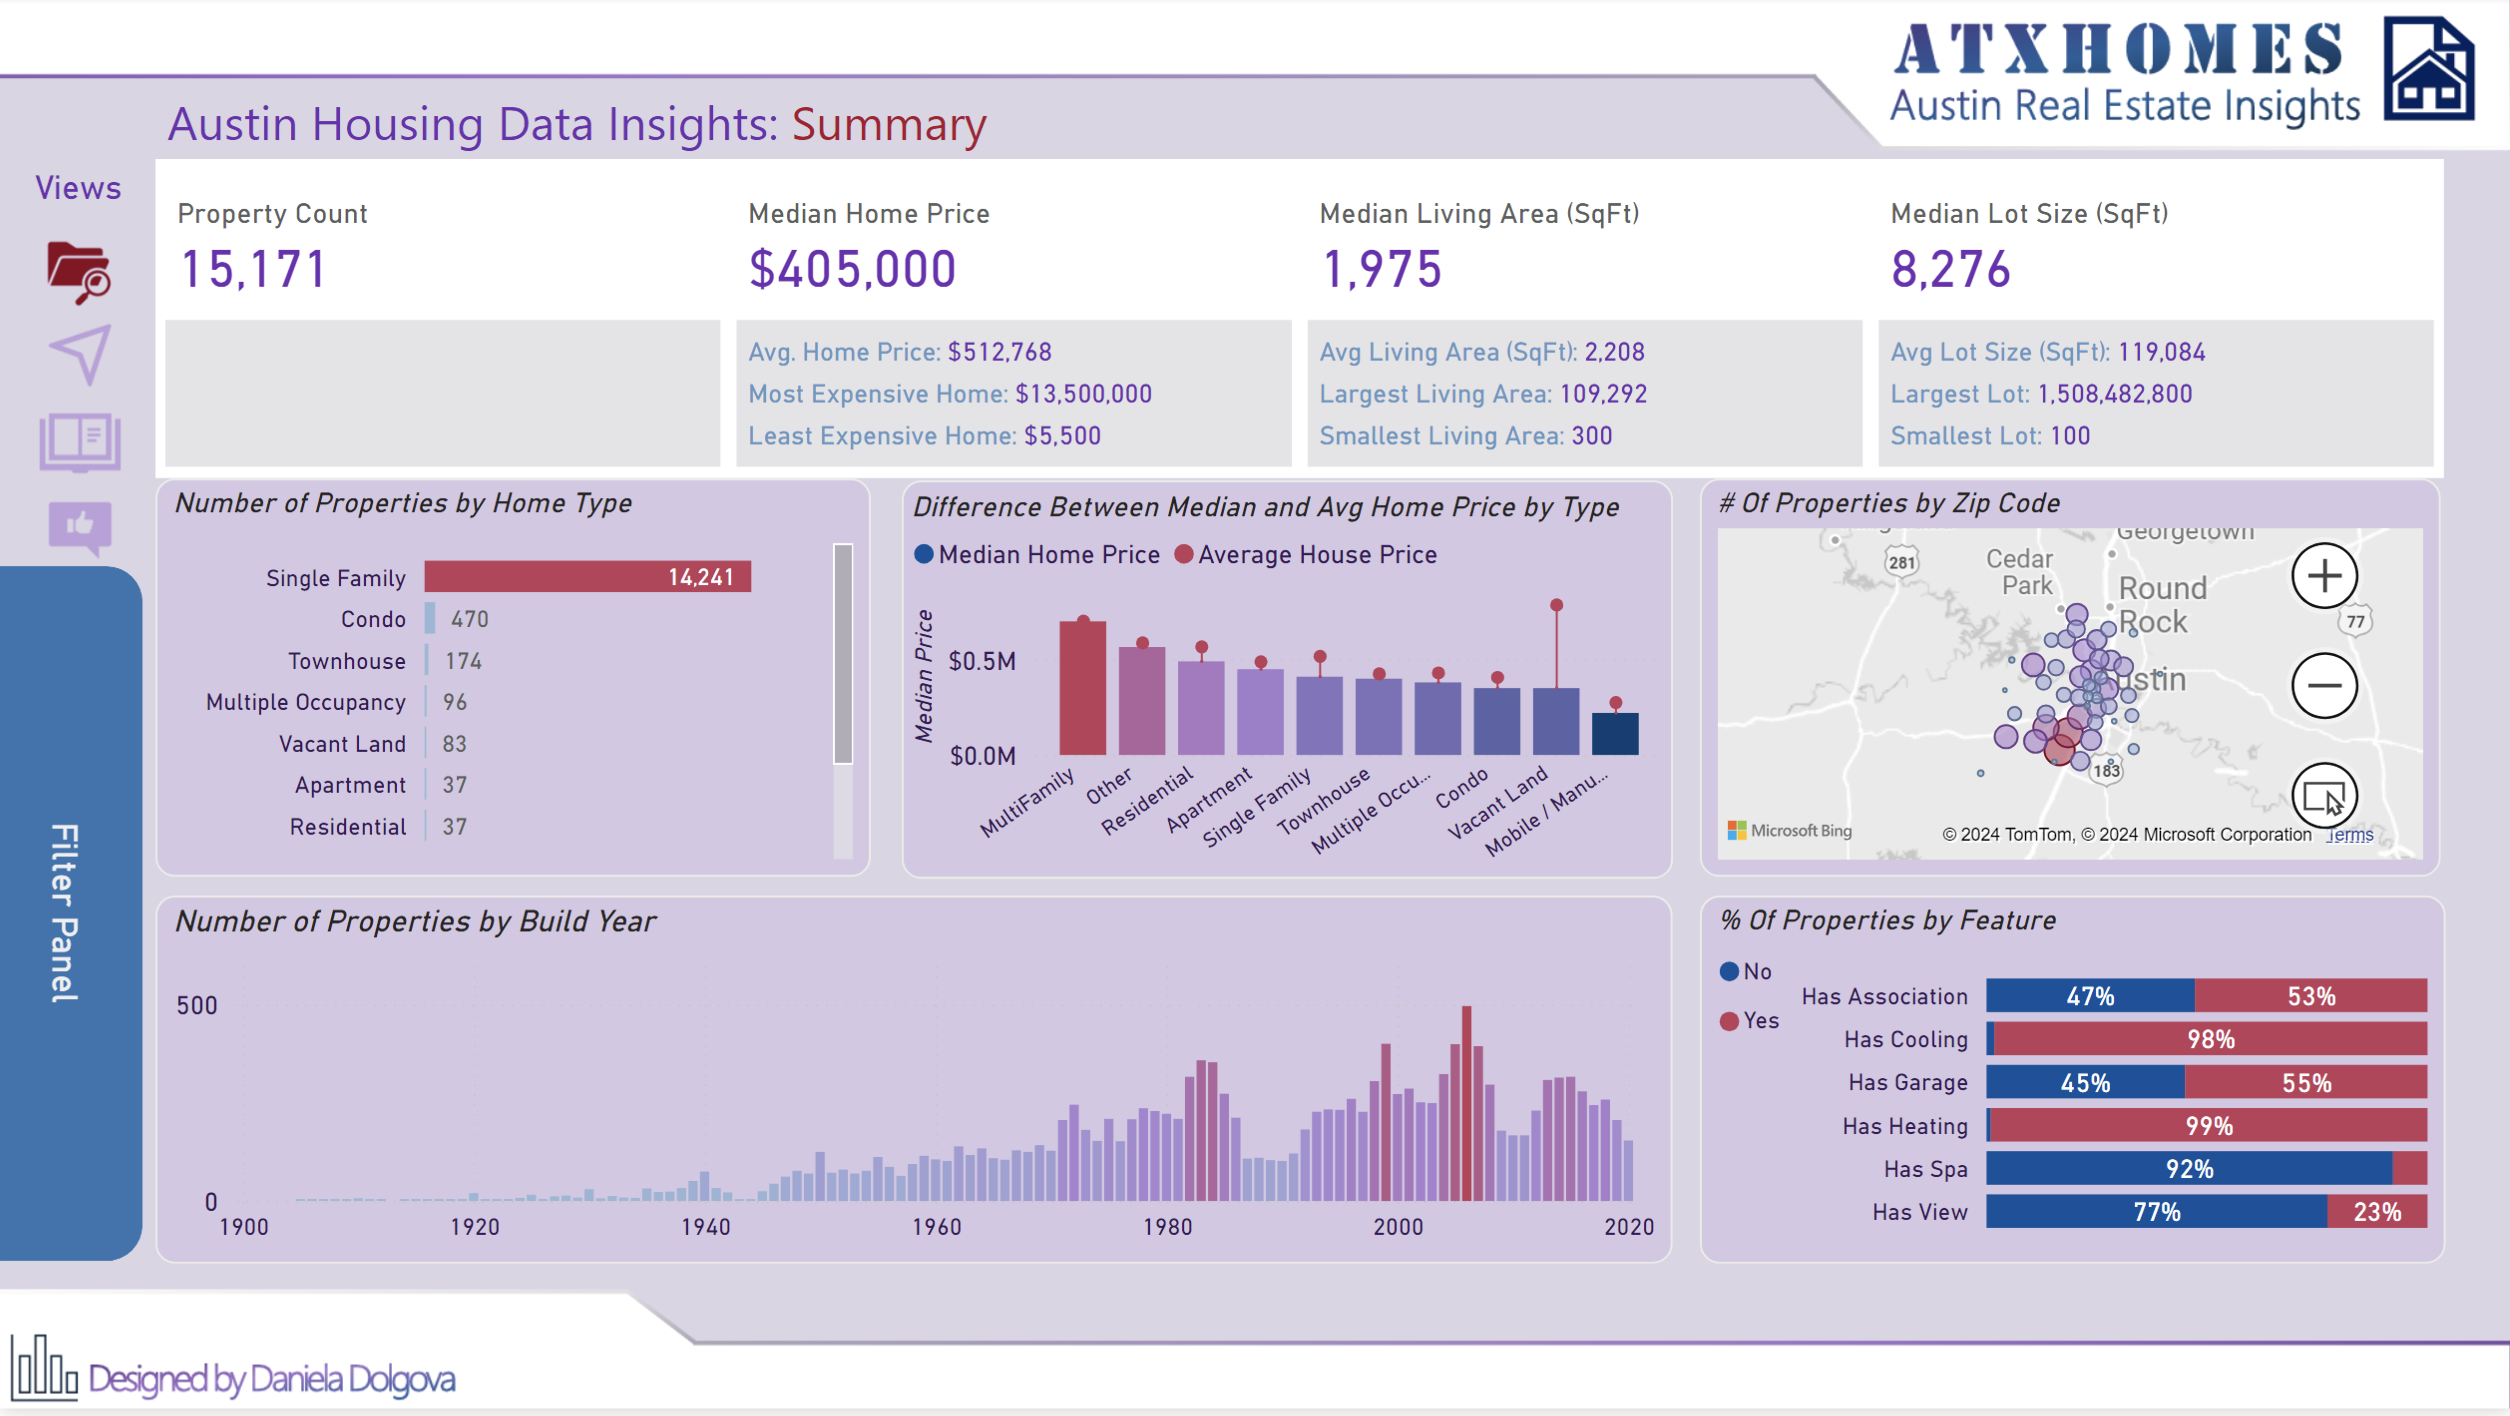 ATXHOMES
Austin Real Estate Insights
Austin Housing Data Insights: Summary
Views
Property Count
15,171
Median Home Price
$405,000
Median Living Area (SqFt)
1,975
Median Lot Size (SqFt)
8,276
Avg. Home Price: $512,768
Most Expensive Home: $13,500,000
Least Expensive Home: $5,500
Avg Living Area (SqFt): 2,208
Largest Living Area: 109,292
Smallest Living Area: 300
Avg Lot Size (SqFt): 119,084
Largest Lot: 1,508,482,800
Smallest Lot: 100
Filter Panel
Number of Properties by Home Type
Single Family 14,241
Condo 470
Townhouse 174
Multiple Occupancy 96
Vacant Land 83
Apartment 37
Residential 37
Difference Between Median and Avg Home Price by Type
Median Home Price Average House Price
Median Price
$0.5M
$0.0M
MultiFamily
Other
Residential
Apartment
Single Family
Townhouse
Multiple Occu...
Condo
Vacant Land
Mobile / Manu...
# Of Properties by Zip Code
Georgetown
281
Cedar
Park
Round
Rock
77
ustin
183
Microsoft Bing
© 2024 TomTom, © 2024 Microsoft Corporation Terms
Number of Properties by Build Year
500
0
1900 1920 1940 1960 1980 2000 2020
% Of Properties by Feature
No
Yes
Has Association 47% 53%
Has Cooling 98%
Has Garage 45% 55%
Has Heating 99%
Has Spa 92%
Has View 77% 23%
Designed by Daniela Dolgova